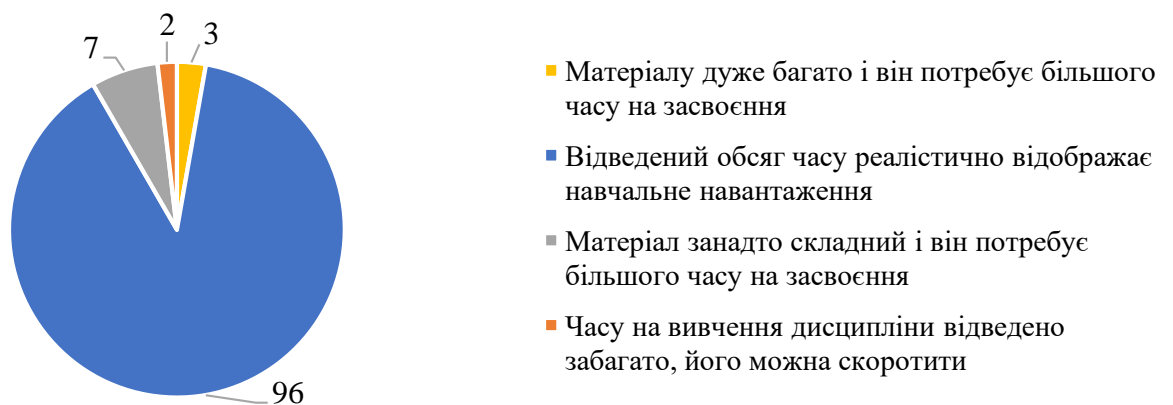 7
2
3
96
Матеріалу дуже багато і він потребує більшого
часу на засвоєння
Відведений обсяг часу реалістично відображає
навчальне навантаження
Матеріал занадто складний і він потребує
більшого часу на засвоєння
Часу на вивчення дисципліни відведено
забагато, його можна скоротити